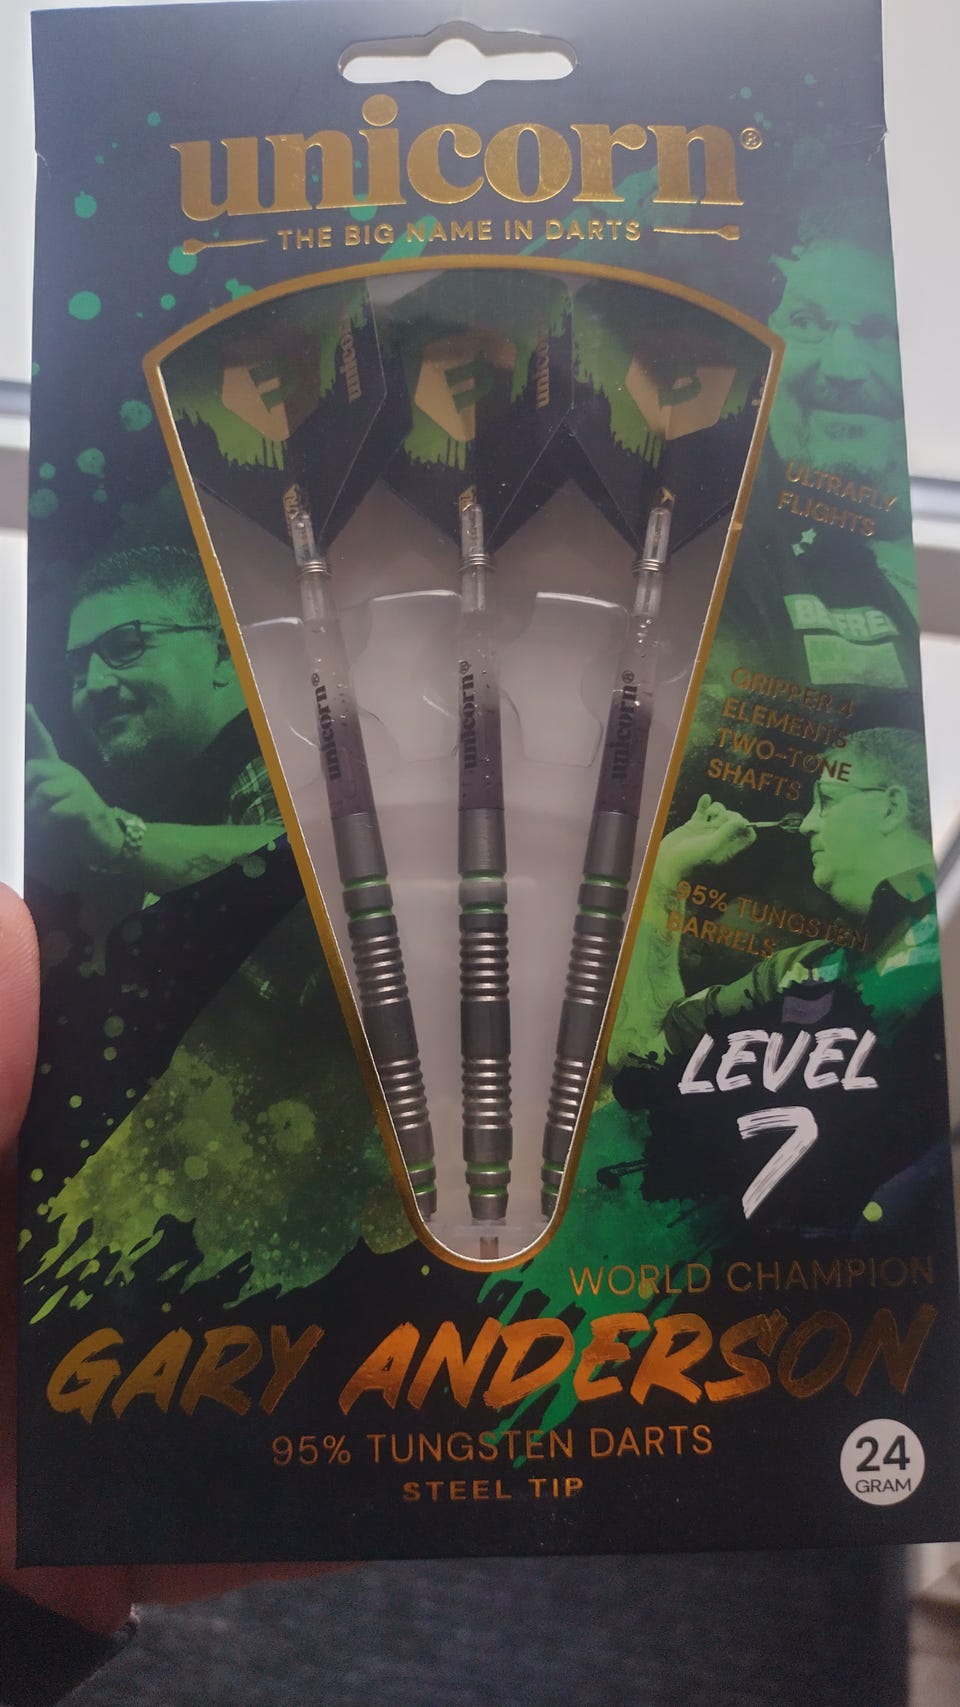 unicorn®
THE BIG NAME IN DARTS
unicorn
unicorn
ULTRAFLY
FLIGHTS
GRIPPER 4
ELEMENTS
TWO-TONE
SHAFTS
unicorn®
unicorn®
unicorn®
95% TUNGSTEN
BARRELS
LEVEL
7
WORLD CHAMPION
GARY ANDERSON
95% TUNGSTEN DARTS
STEEL TIP
24
GRAM